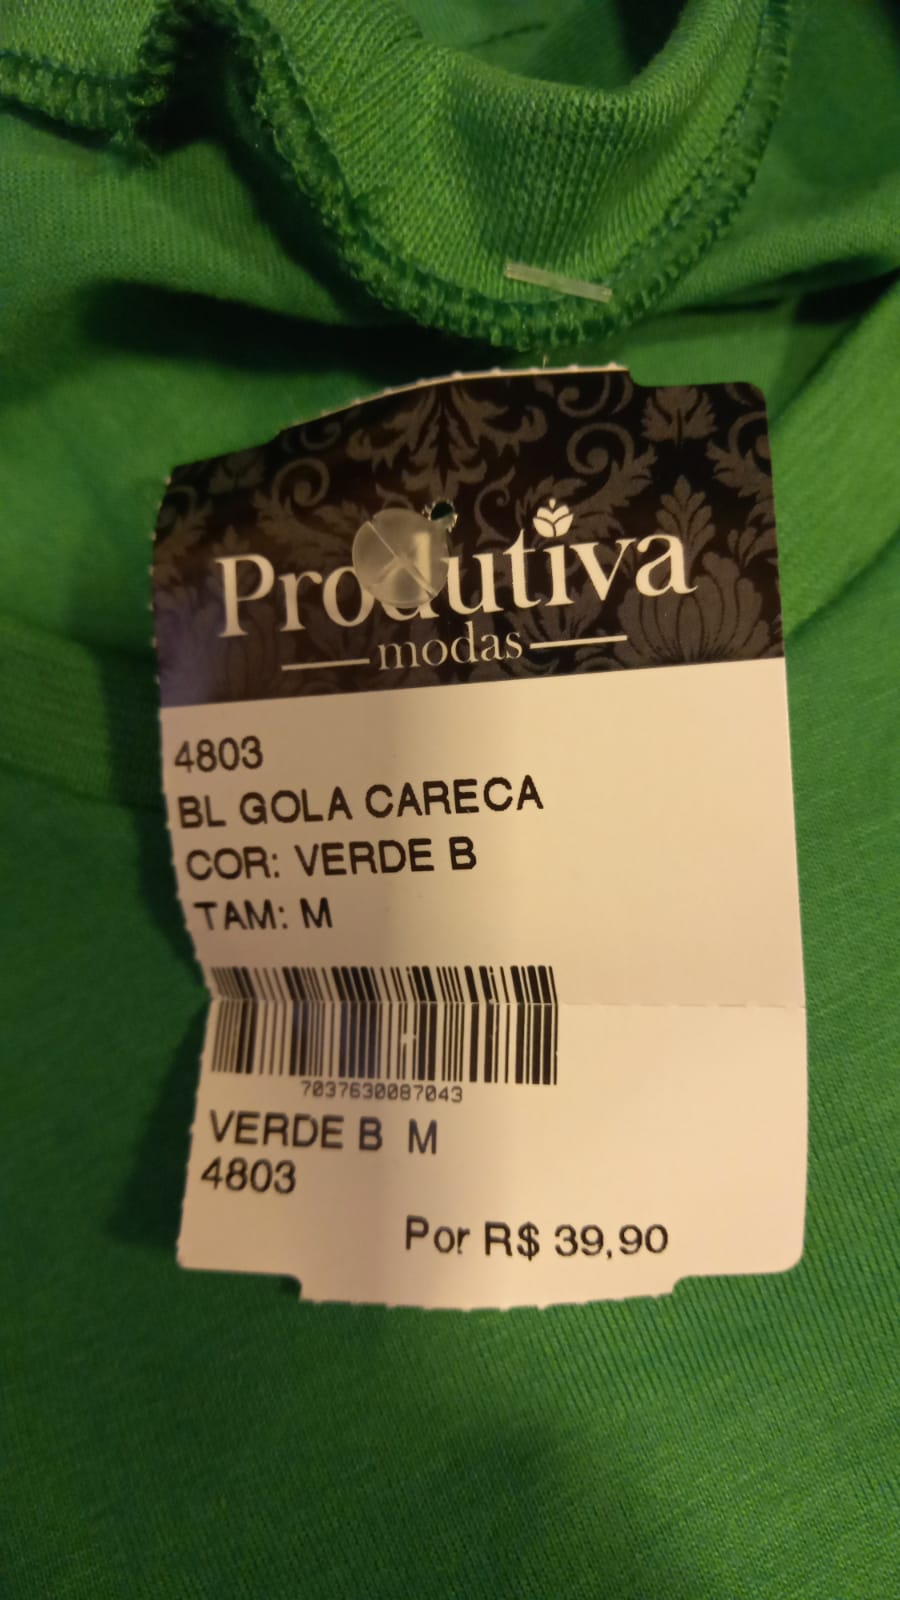 Produtiva
modas
4803
BL GOLA CARECA
COR: VERDE B
TAM: M
7037630087043
VERDE B M
4803
Por R$ 39,90